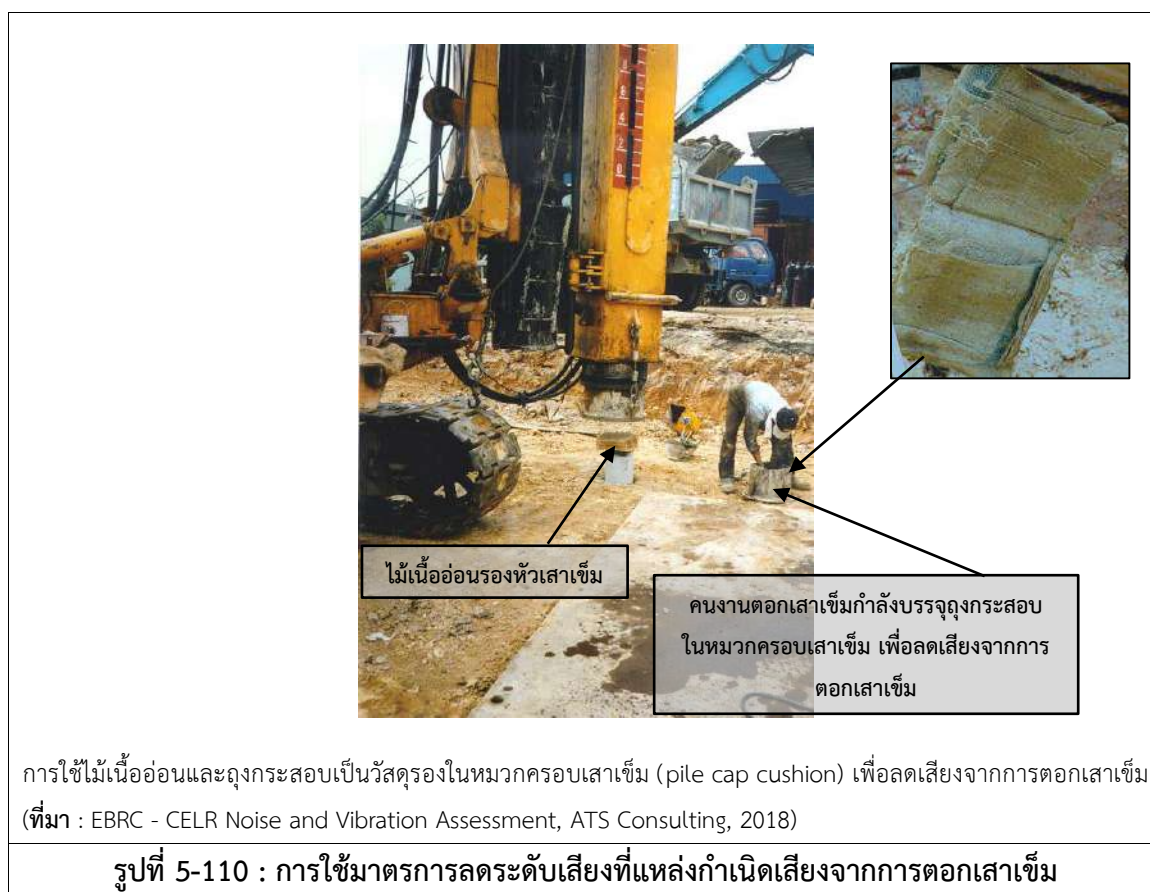 8
6
4
2
0
ไม้เนื้ออ่อนรองหัวเสาเข็ม
คนงานตอกเสาเข็มกำลังบรรจุถุงกระสอบ
ในหมวกครอบเสาเข็ม เพื่อลดเสียงจากการ
ตอกเสาเข็ม
การใช้ไม้เนื้ออ่อนและถุงกระสอบเป็นวัสดุรองในหมวกครอบเสาเข็ม (pile cap cushion) เพื่อลดเสียงจากการตอกเสาเข็ม
(ที่มา : EBRC - CELR Noise and Vibration Assessment, ATS Consulting, 2018)
รูปที่ 5-110 : การใช้มาตรการลดระดับเสียงที่แหล่งกำเนิดเสียงจากการตอกเสาเข็ม